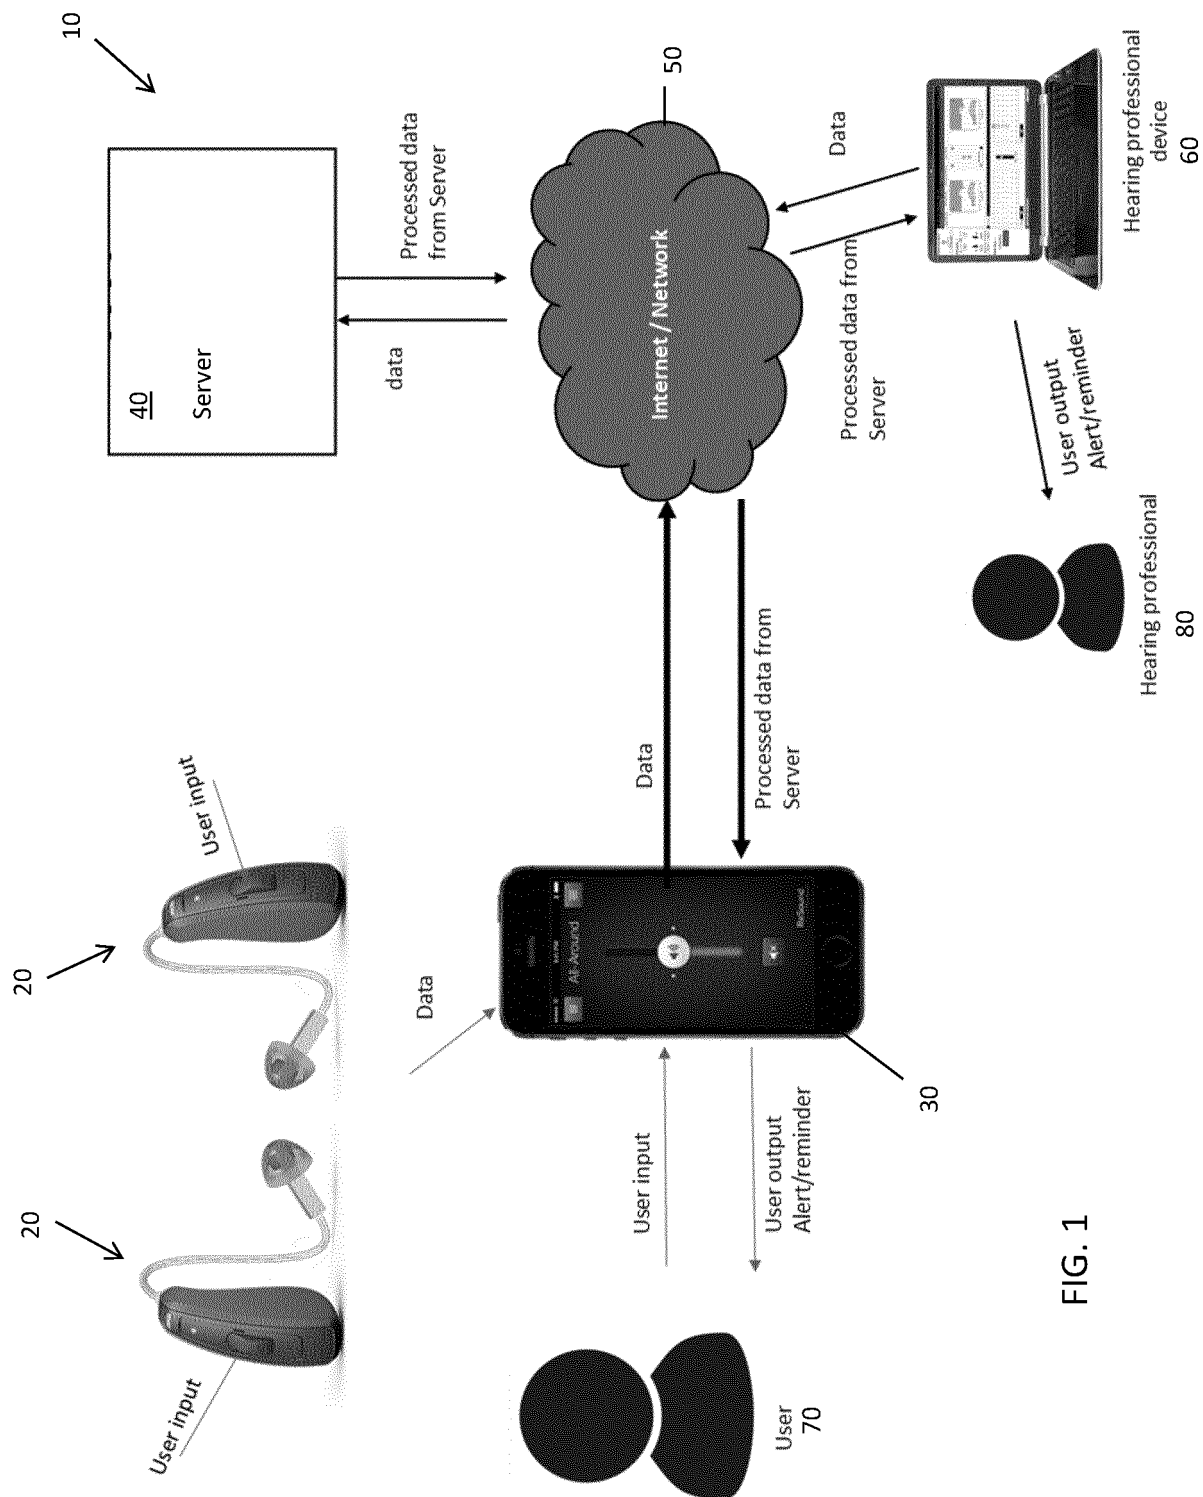 10
20
20
User input
User input
40
Server
Processed data
from Server
data
50
Internet / Network
Data
Data
Processed data from
Server
Data
Processed data from
Server
User input
User output
Alert/reminder
All-Around
ReSound
30
User
70
Hearing professional
device
60
User output
Alert/reminder
Hearing professional
80
FIG. 1